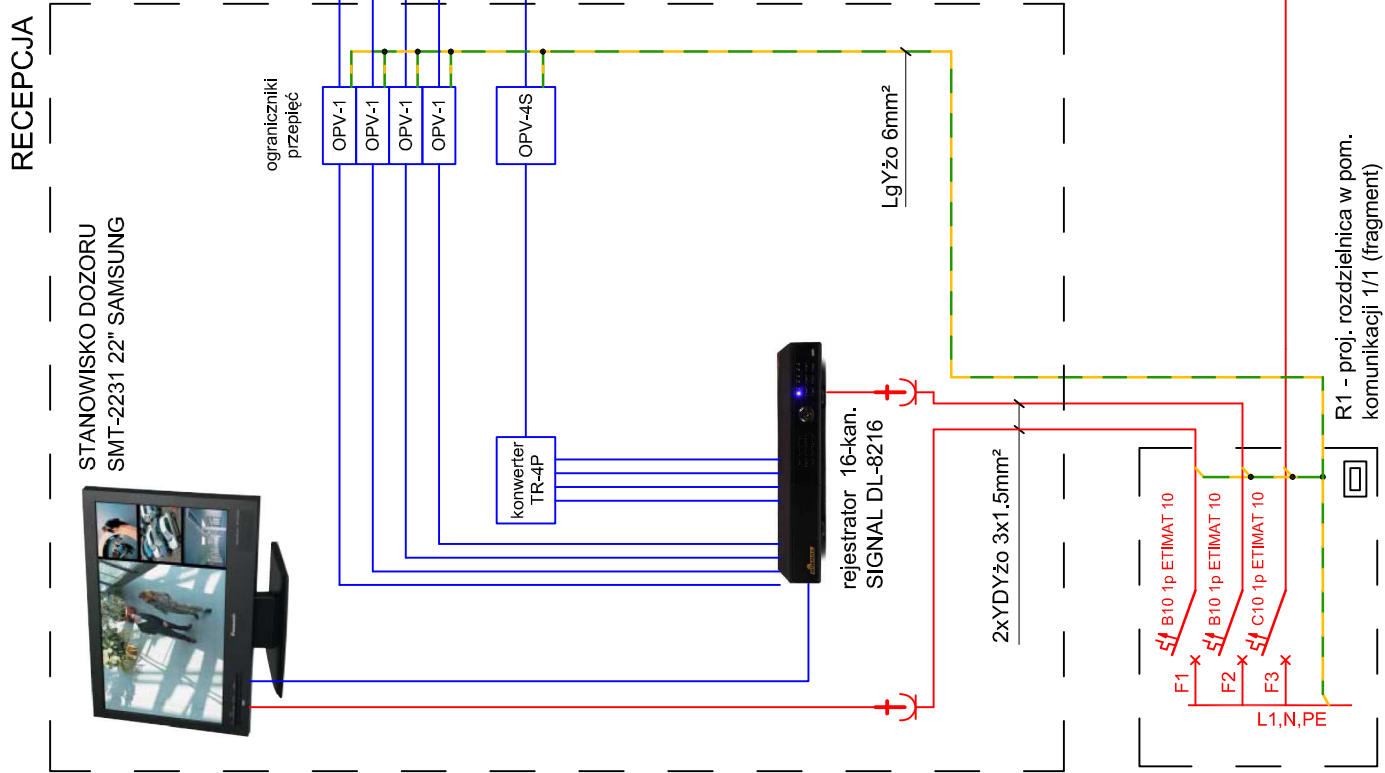 RECEPCJA
STANOWISKO DOZORU
SMT-2231 22" SAMSUNG
ograniczniki
przepięć
OPV-1
OPV-1
OPV-1
OPV-1
OPV-4S
LgYżo 6mm²
konwerter
TR-4P
rejestrator 16-kan.
SIGNAL DL-8216
2xYDYżo 3x1.5mm²
R1 - proj. rozdzielnica w pom.
komunikacji 1/1 (fragment)
B10 1p ETIMAT 10
B10 1p ETIMAT 10
C10 1p ETIMAT 10
F1
F2
F3
L1,N,PE